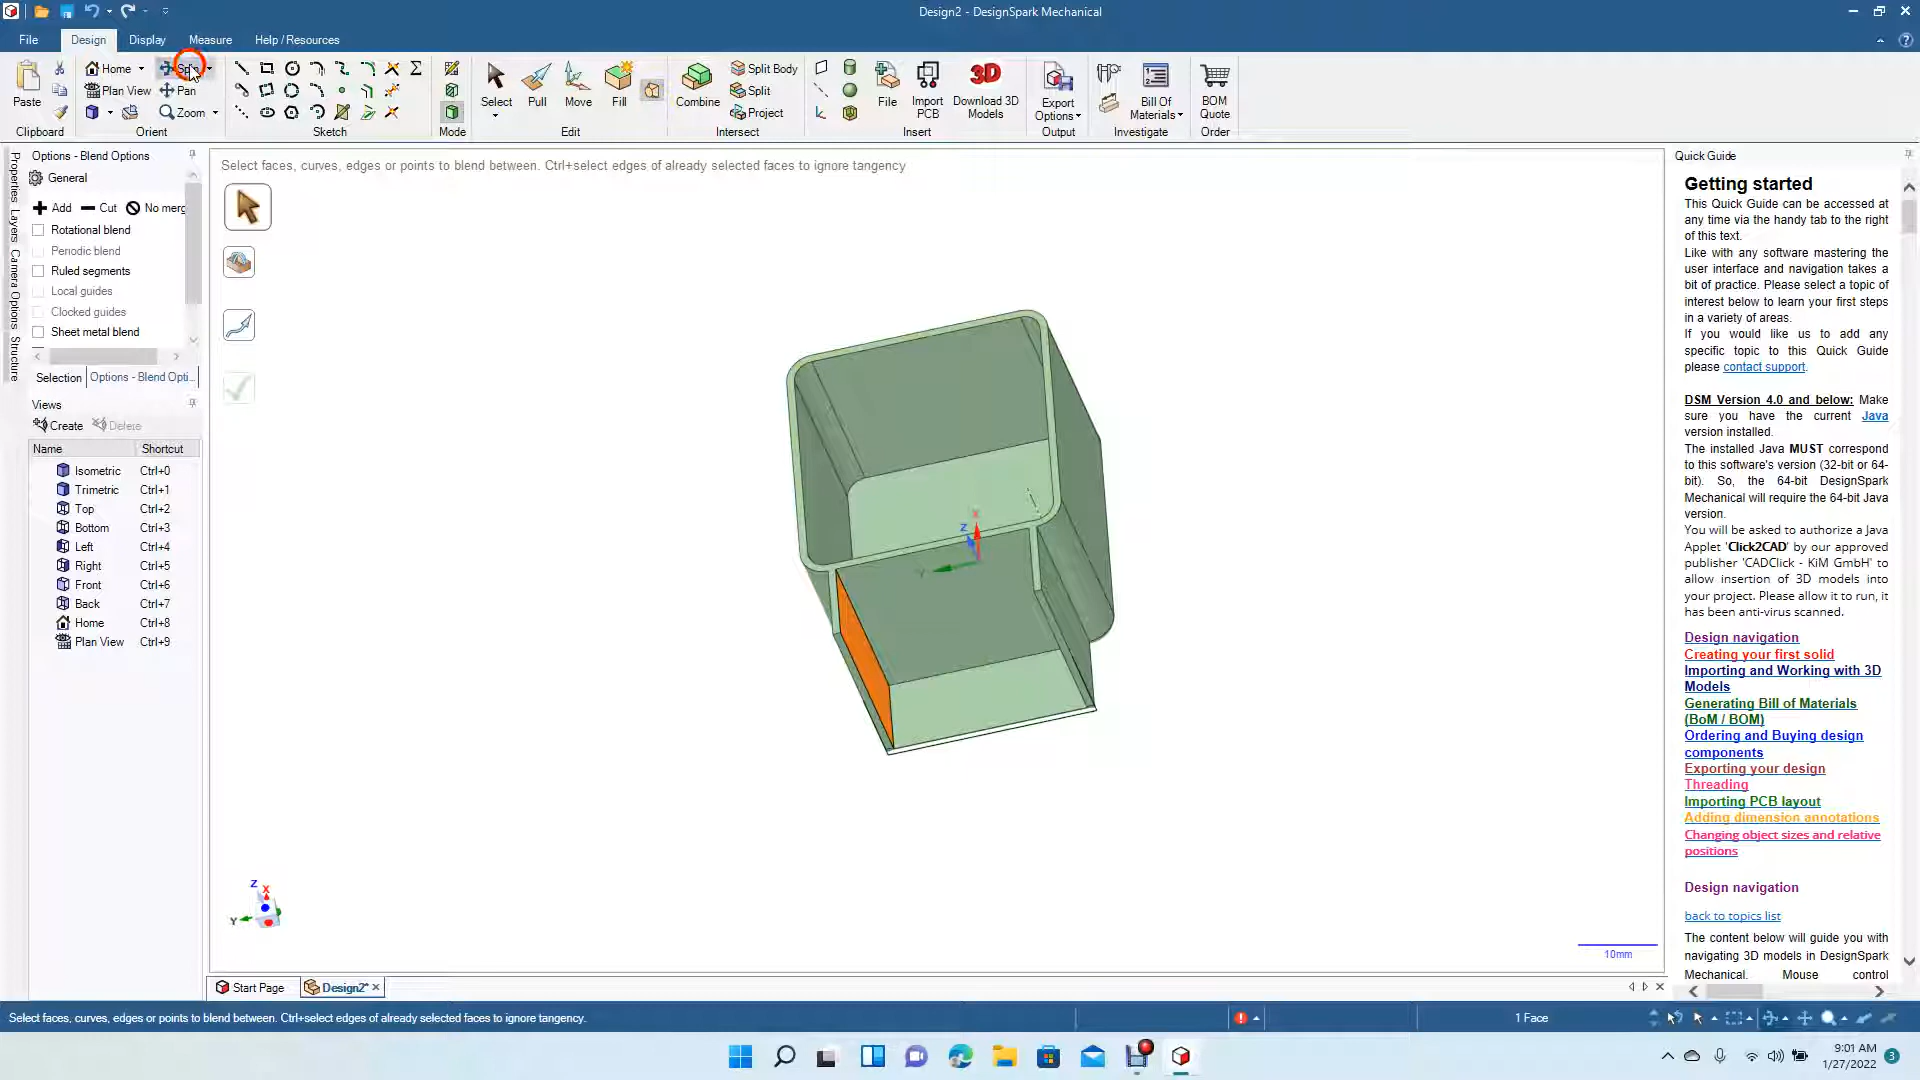 Design2 - DesignSpark Mechanical
File Design Display Measure Help / Resources
Paste
Clipboard
Home
Plan View
Pan
Zoom
Orient
Sketch
Mode
Select Pull Move Fill
Edit
Combine Split Body
Split
Project
Intersect
File Import PCB Download 3D Models
Insert
Export Options
Output
Bill Of Materials
Investigate
BOM Quote
Order
Options - Blend Options
General
Add Cut No merg
Rotational blend
Periodic blend
Ruled segments
Local guides
Clocked guides
Sheet metal blend
Selection Options - Blend Opti...
Properties Layers Camera Options Structure
Views
Create Delete
Name Shortcut
Isometric Ctrl+0
Trimetric Ctrl+1
Top Ctrl+2
Bottom Ctrl+3
Left Ctrl+4
Right Ctrl+5
Front Ctrl+6
Back Ctrl+7
Home Ctrl+8
Plan View Ctrl+9
Select faces, curves, edges or points to blend between. Ctrl+select edges of already selected faces to ignore tangency
X
Z
Y
Z
X
Y
10mm
Start Page Design2*
Quick Guide
Getting started
This Quick Guide can be accessed at
any time via the handy tab to the right
of this text.
Like with any software mastering the
user interface and navigation takes a
bit of practice. Please select a topic of
interest below to learn your first steps
in a variety of areas.
If you would like us to add any
specific topic to this Quick Guide
please contact support.
DSM Version 4.0 and below: Make
sure you have the current Java
version installed.
The installed Java MUST correspond
to this software's version (32-bit or 64-
bit). So, the 64-bit DesignSpark
Mechanical will require the 64-bit Java
version.
You will be asked to authorize a Java
Applet 'Click2CAD' by our approved
publisher 'CADClick - KiM GmbH' to
allow insertion of 3D models into
your project. Please allow it to run, it
has been anti-virus scanned.
Design navigation
Creating your first solid
Importing and Working with 3D
Models
Generating Bill of Materials
(BoM / BOM)
Ordering and Buying design
components
Exporting your design
Threading
Importing PCB layout
Adding dimension annotations
Changing object sizes and relative
positions
Design navigation
back to topics list
The content below will guide you with
navigating 3D models in DesignSpark
Mechanical. Mouse control
Select faces, curves, edges or points to blend between. Ctrl+select edges of already selected faces to ignore tangency.
1 Face
9:01 AM
1/27/2022
3